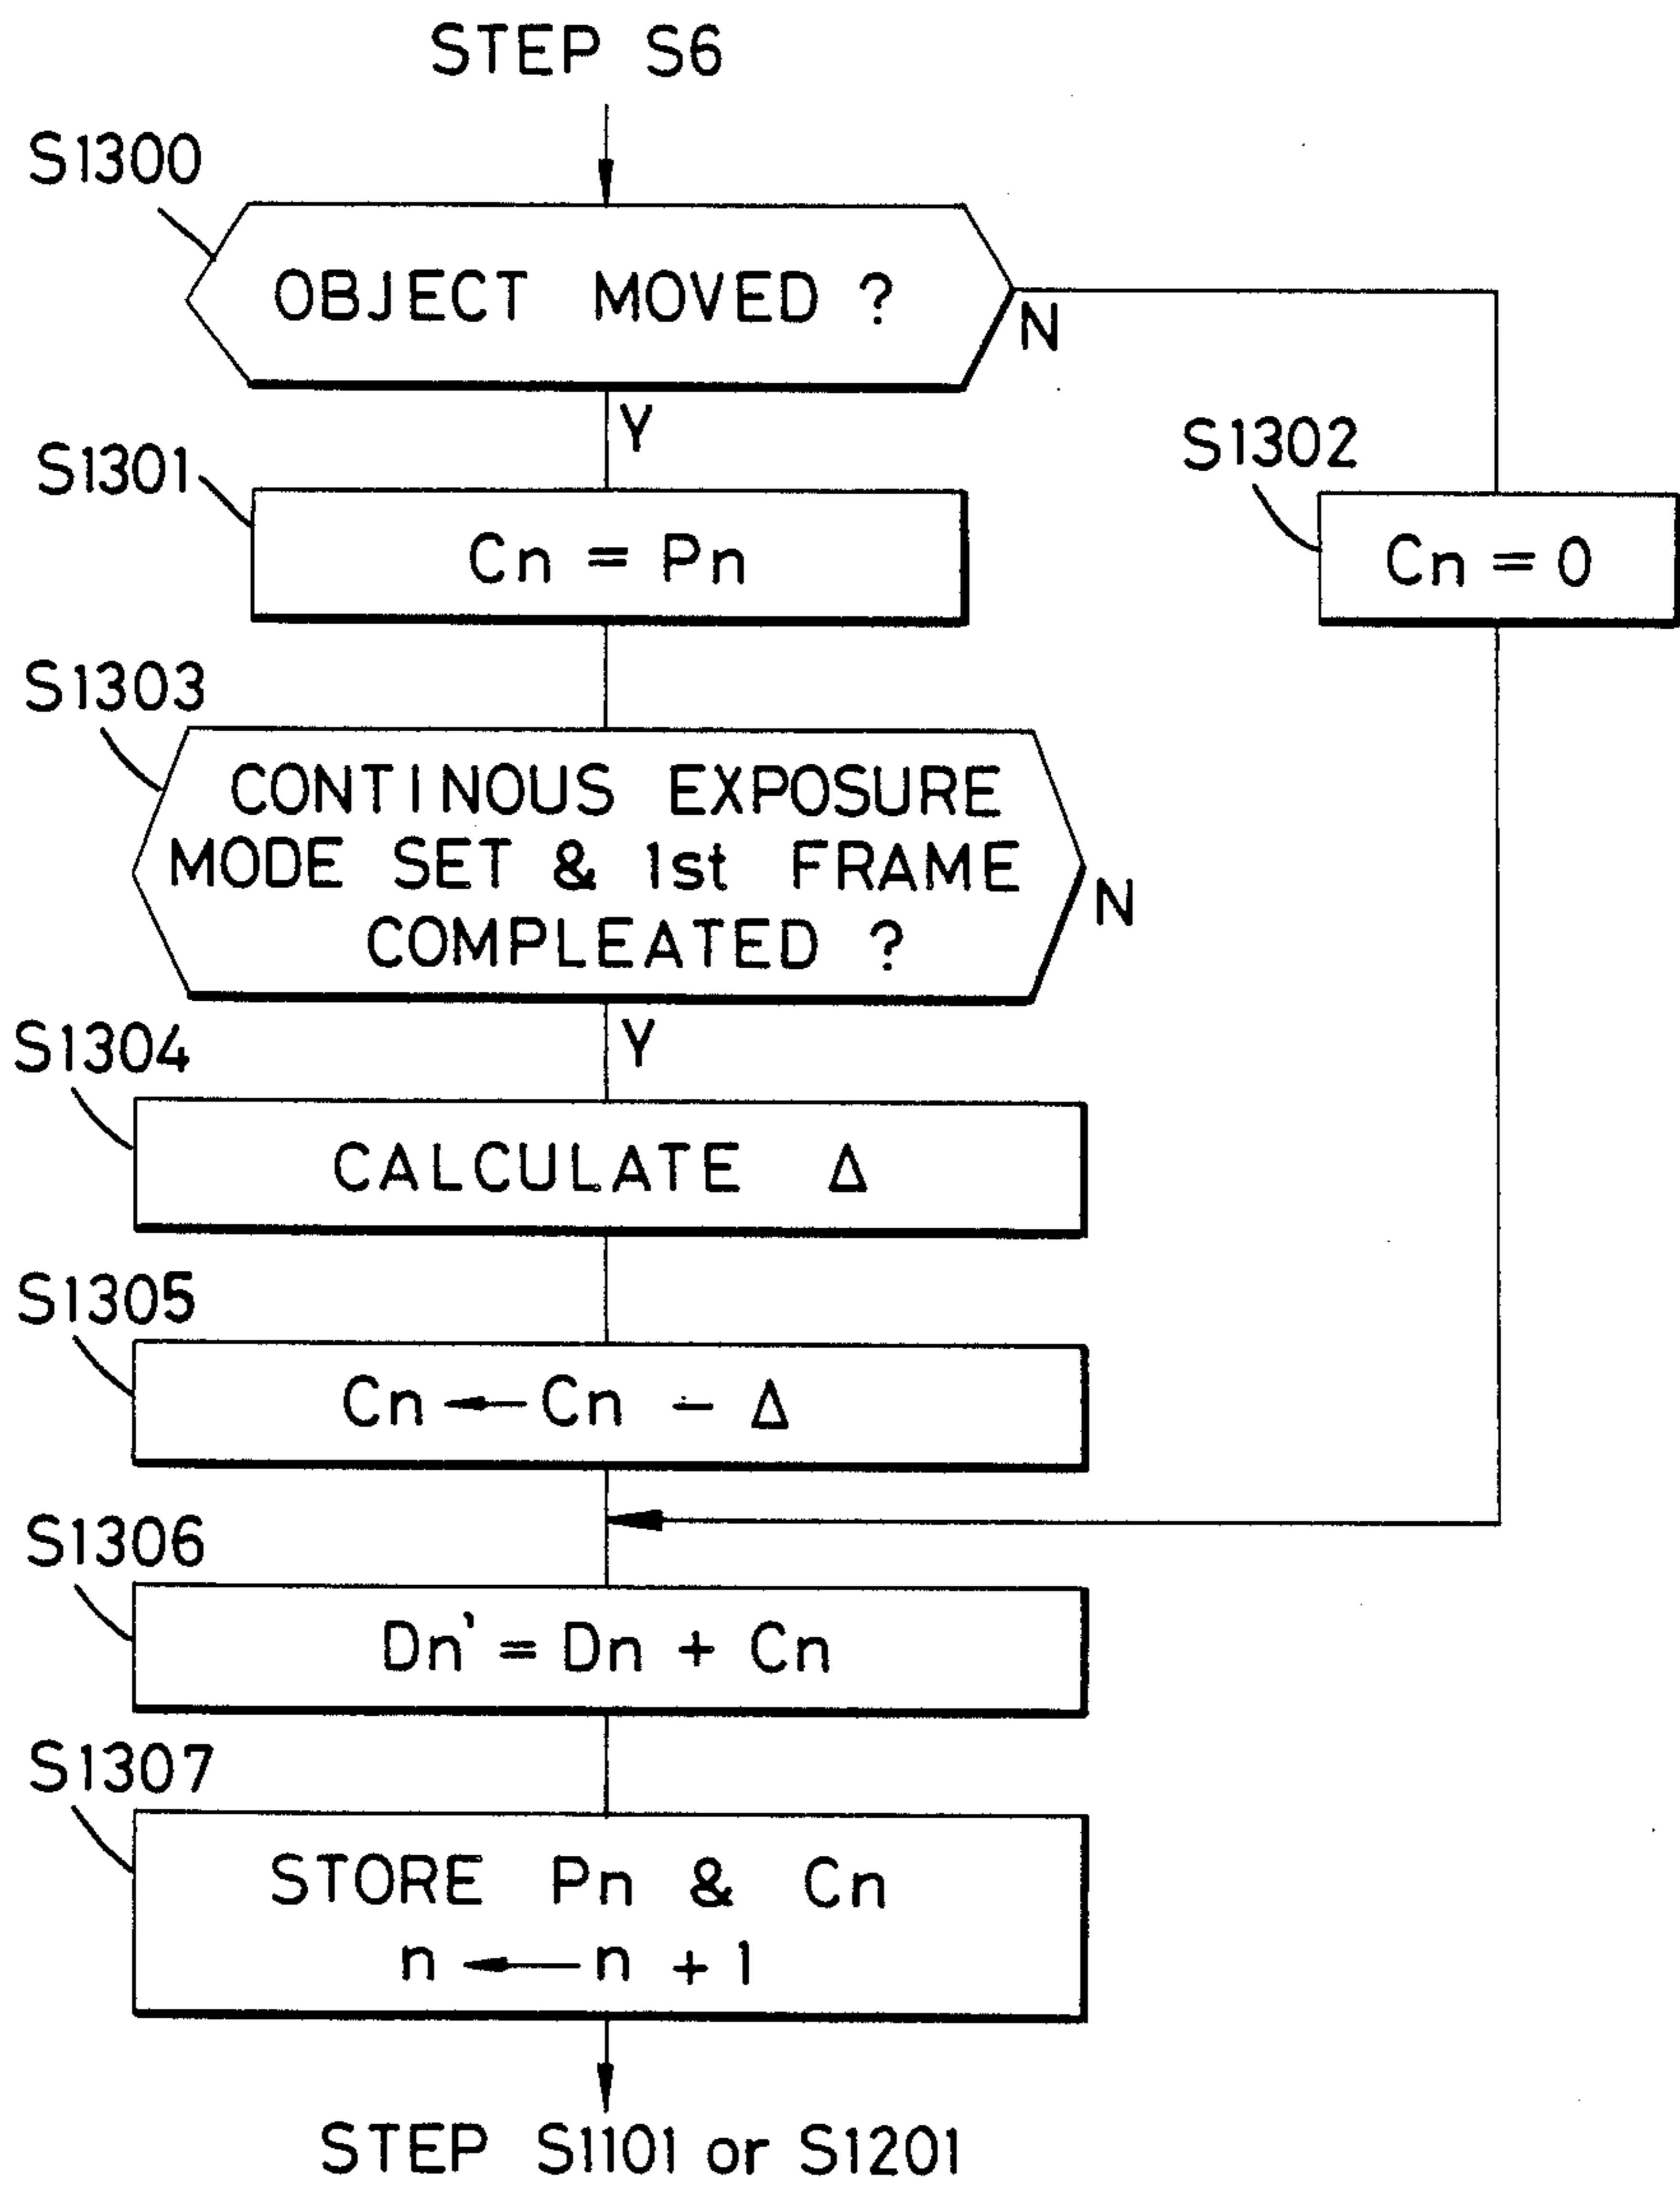 STEP S6
S1300
OBJECT MOVED ?
N
Y
S1301
Cn = Pn
S1302
Cn = 0
S1303
CONTINOUS EXPOSURE
MODE SET & 1st FRAME
COMPLEATED ?
N
Y
S1304
CALCULATE Δ
S1305
Cn ← Cn - Δ
S1306
Dn' = Dn + Cn
S1307
STORE Pn & Cn
n ← n + 1
STEP S1101 or S1201